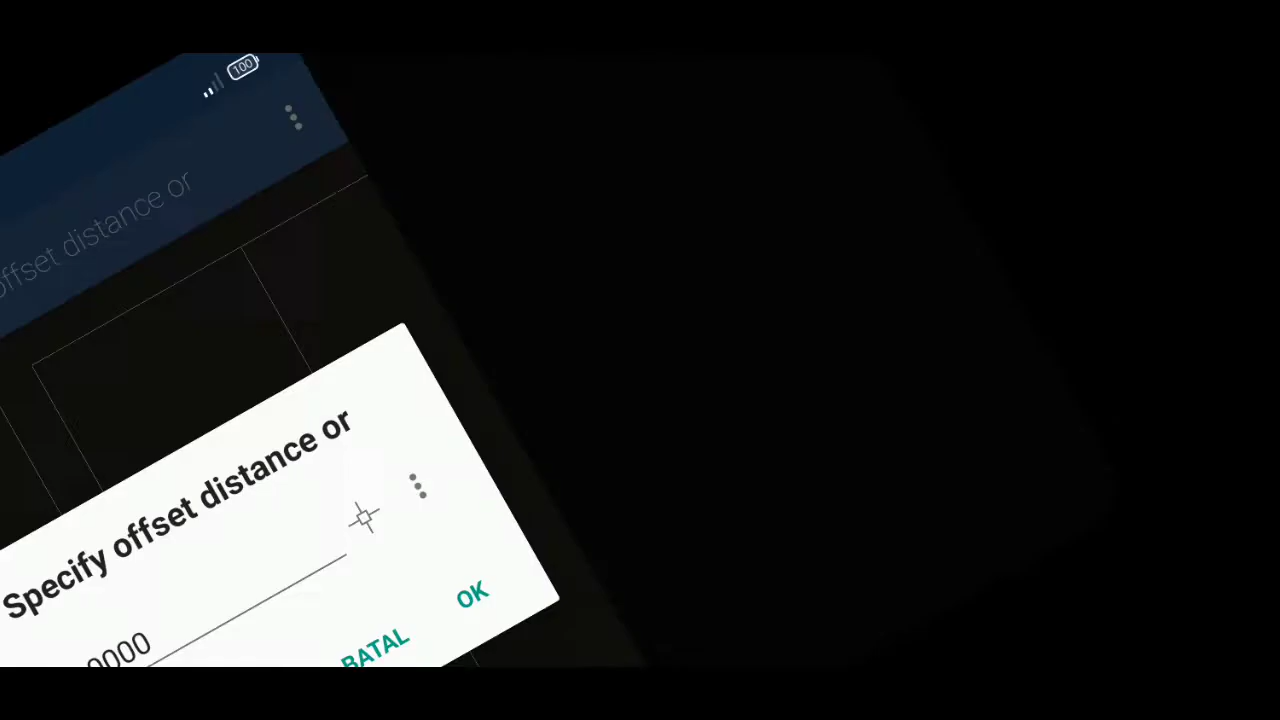 100
offset distance or
Specify offset distance or
0000
BATAL
OK